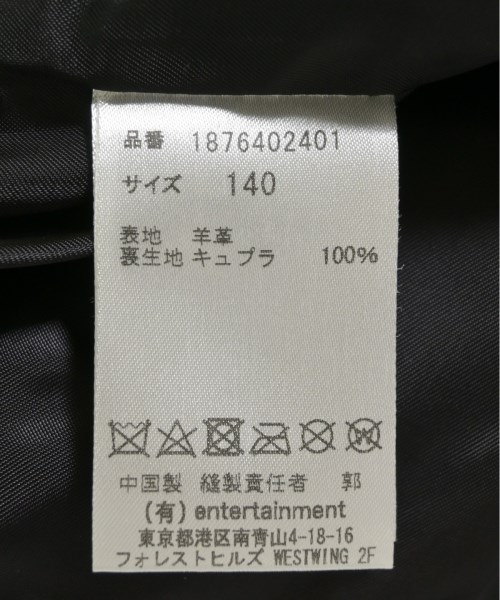 品番 1876402401
サイズ 140
表地 羊革
裏生地 キュプラ 100%
中国製 縫製責任者 郭
(有) entertainment
東京都港区南青山4-18-16
フォレストヒルズ WESTWING 2F